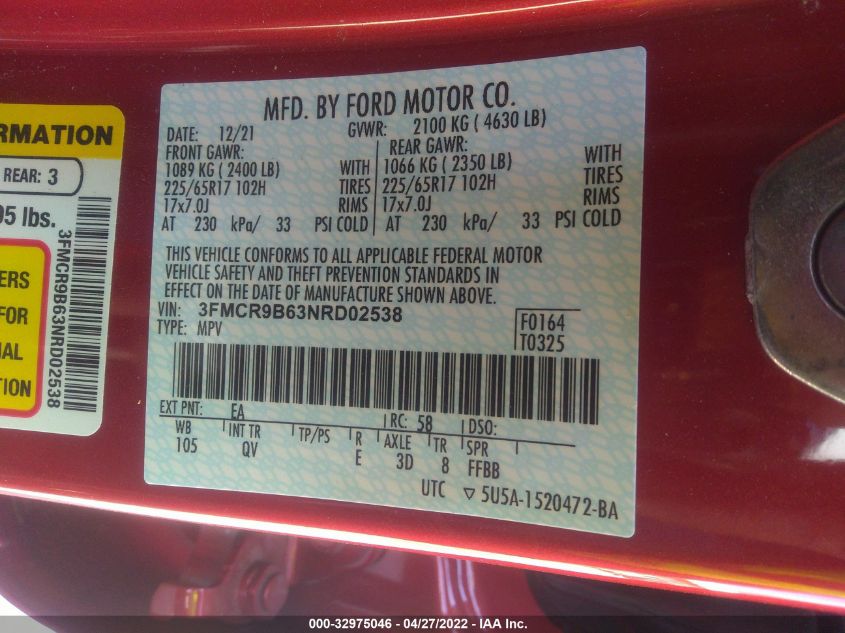 MFD. BY FORD MOTOR CO.
DATE: 12/21 GVWR: 2100 KG ( 4630 LB)
FRONT GAWR: REAR GAWR:
1089 KG ( 2400 LB) WITH 1066 KG ( 2350 LB) WITH
225/65R17 102H TIRES 225/65R17 102H TIRES
17x7.0J RIMS 17x7.0J RIMS
AT 230 kPa/ 33 PSI COLD AT 230 kPa/ 33 PSI COLD
THIS VEHICLE CONFORMS TO ALL APPLICABLE FEDERAL MOTOR
VEHICLE SAFETY AND THEFT PREVENTION STANDARDS IN
EFFECT ON THE DATE OF MANUFACTURE SHOWN ABOVE.
VIN: 3FMCR9B63NRD02538
TYPE: MPV
F0164
T0325
EXT PNT: EA RC: 58 DSO:
WB INT TR TP/PS R AXLE TR SPR
105 QV E 3D 8 FFBB
UTC ▽ 5U5A-1520472-BA
RMATION
REAR: 3
95 lbs.
ERS
FOR
AL
TION
3FMCR9B63NRD02538
000-32975046 - 04/27/2022 - IAA Inc.